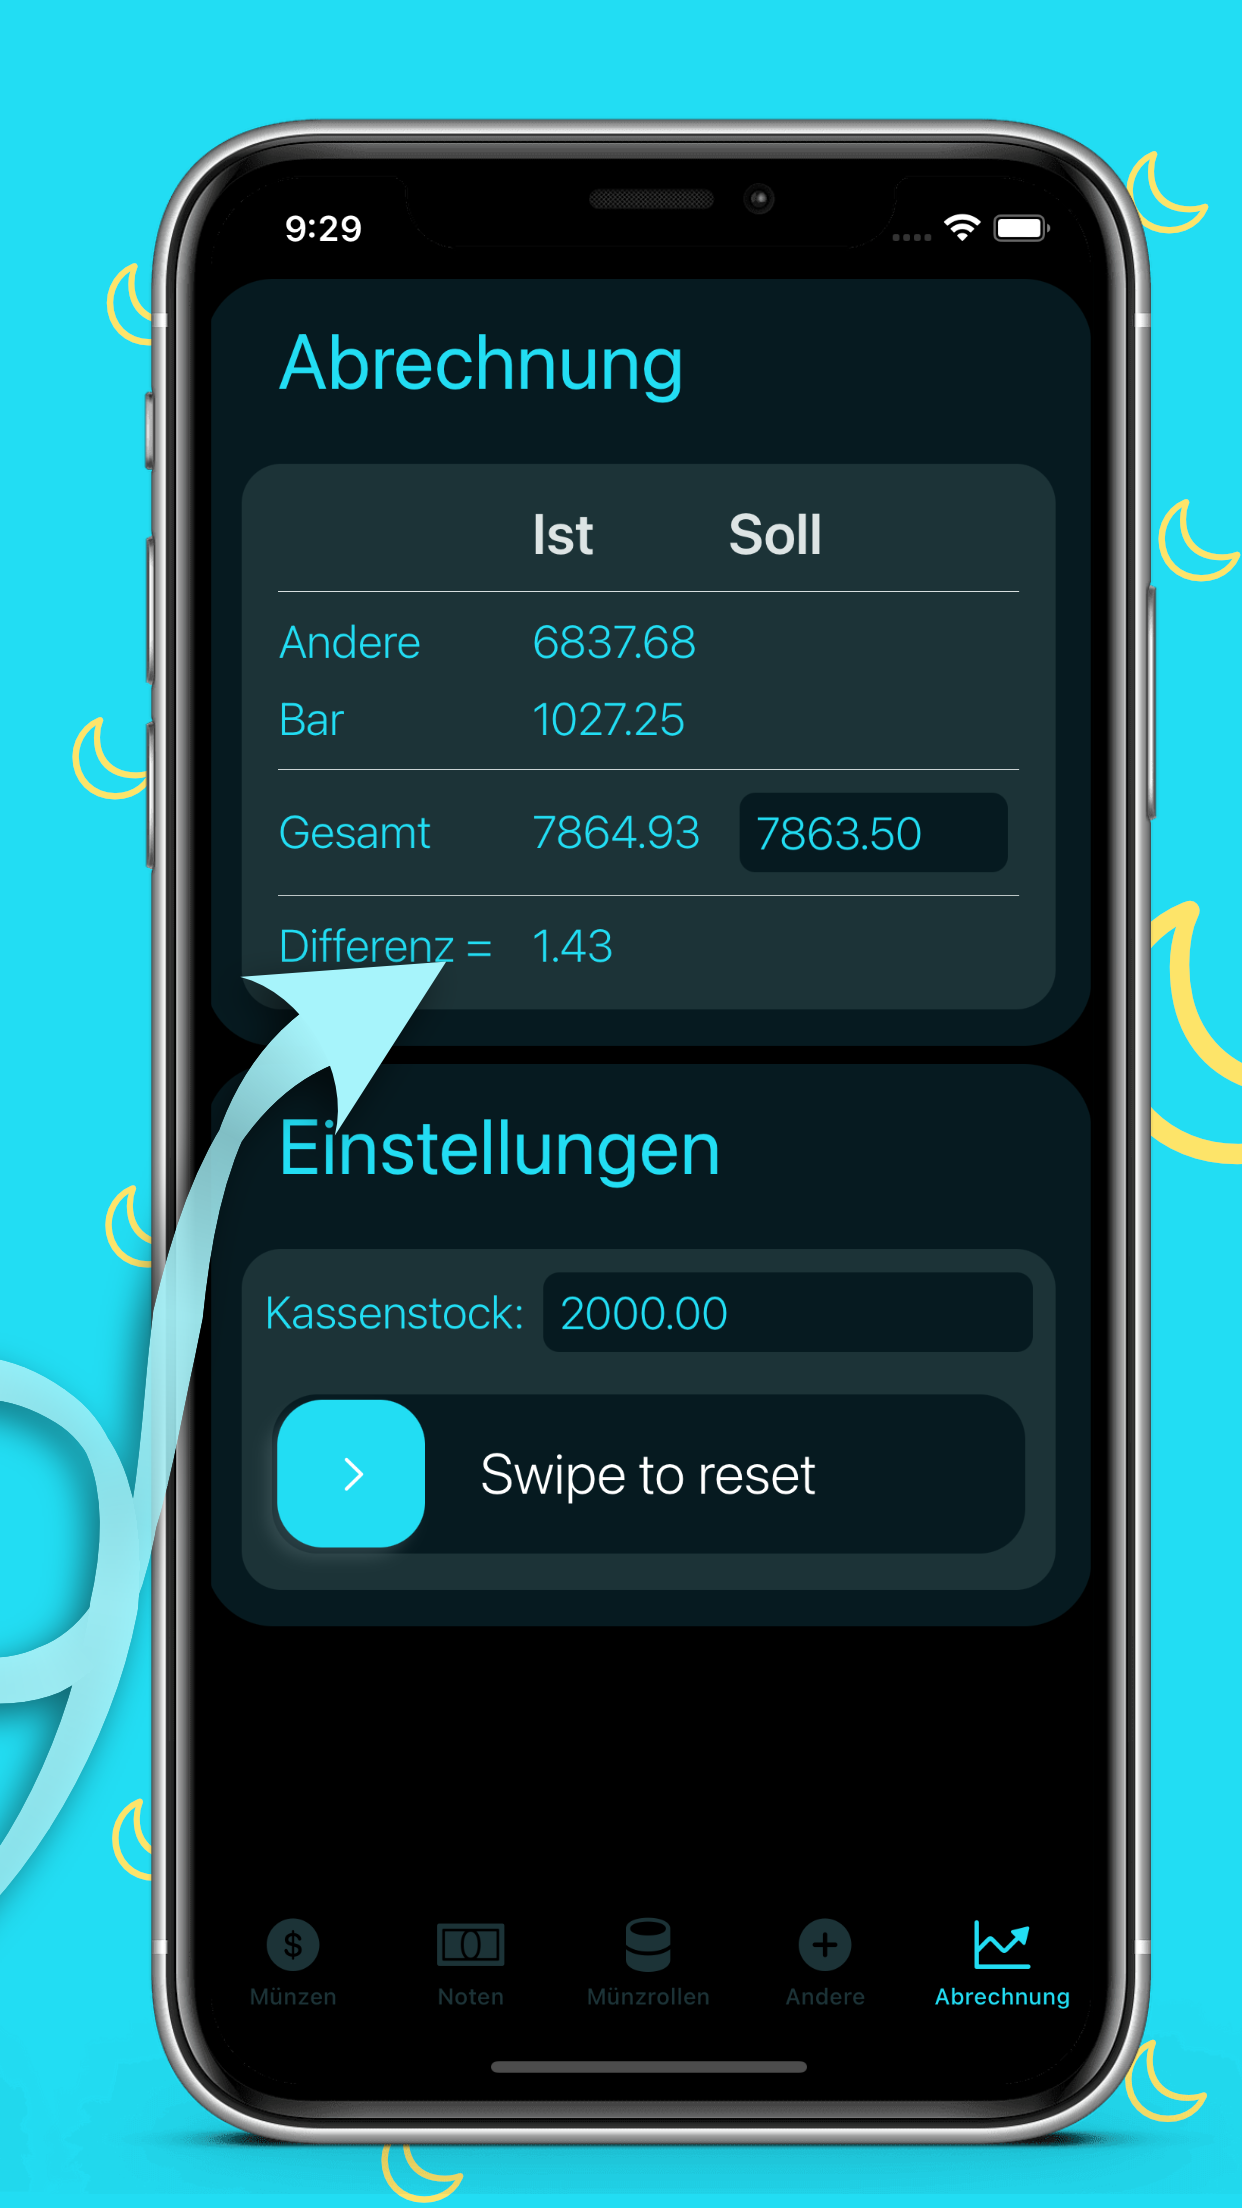 9:29
Abrechnung
Ist Soll
Andere 6837.68
Bar 1027.25
Gesamt 7864.93 7863.50
Differenz = 1.43
Einstellungen
Kassenstock: 2000.00
Swipe to reset
Münzen Noten Münzrollen Andere Abrechnung